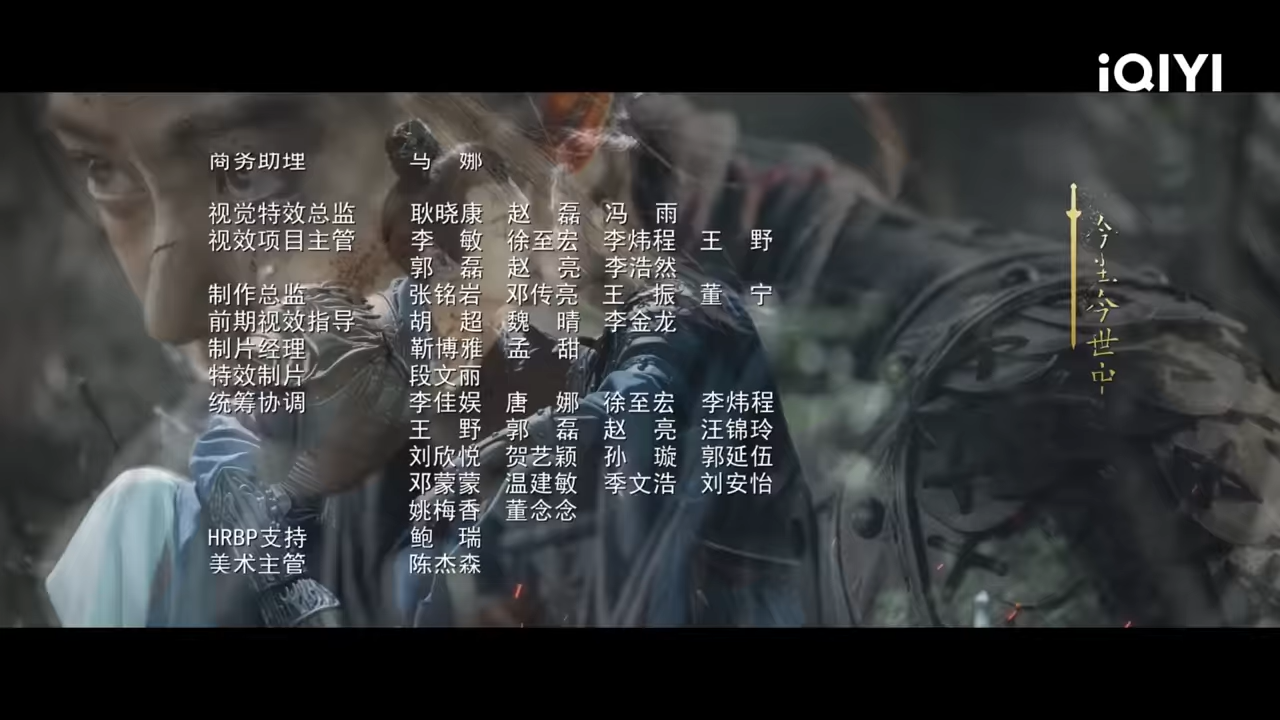 iQIYI
商务助理 马 娜
视觉特效总监 耿晓康 赵 磊 冯 雨
视效项目主管 李 敏 徐至宏 李炜程 王 野
郭 磊 赵 亮 李浩然
制作总监 张铭岩 邓传亮 王 振 董 宁
前期视效指导 胡 超 魏 晴 李金龙
制片经理 靳博雅 孟 甜
特效制片 段文丽
统筹协调 李佳娱 唐 娜 徐至宏 李炜程
王 野 郭 磊 赵 亮 汪锦玲
刘欣悦 贺艺颖 孙 璇 郭延伍
邓蒙蒙 温建敏 季文浩 刘安怡
姚梅香 董念念
HRBP支持 鲍 瑞
美术主管 陈杰森
今生今世